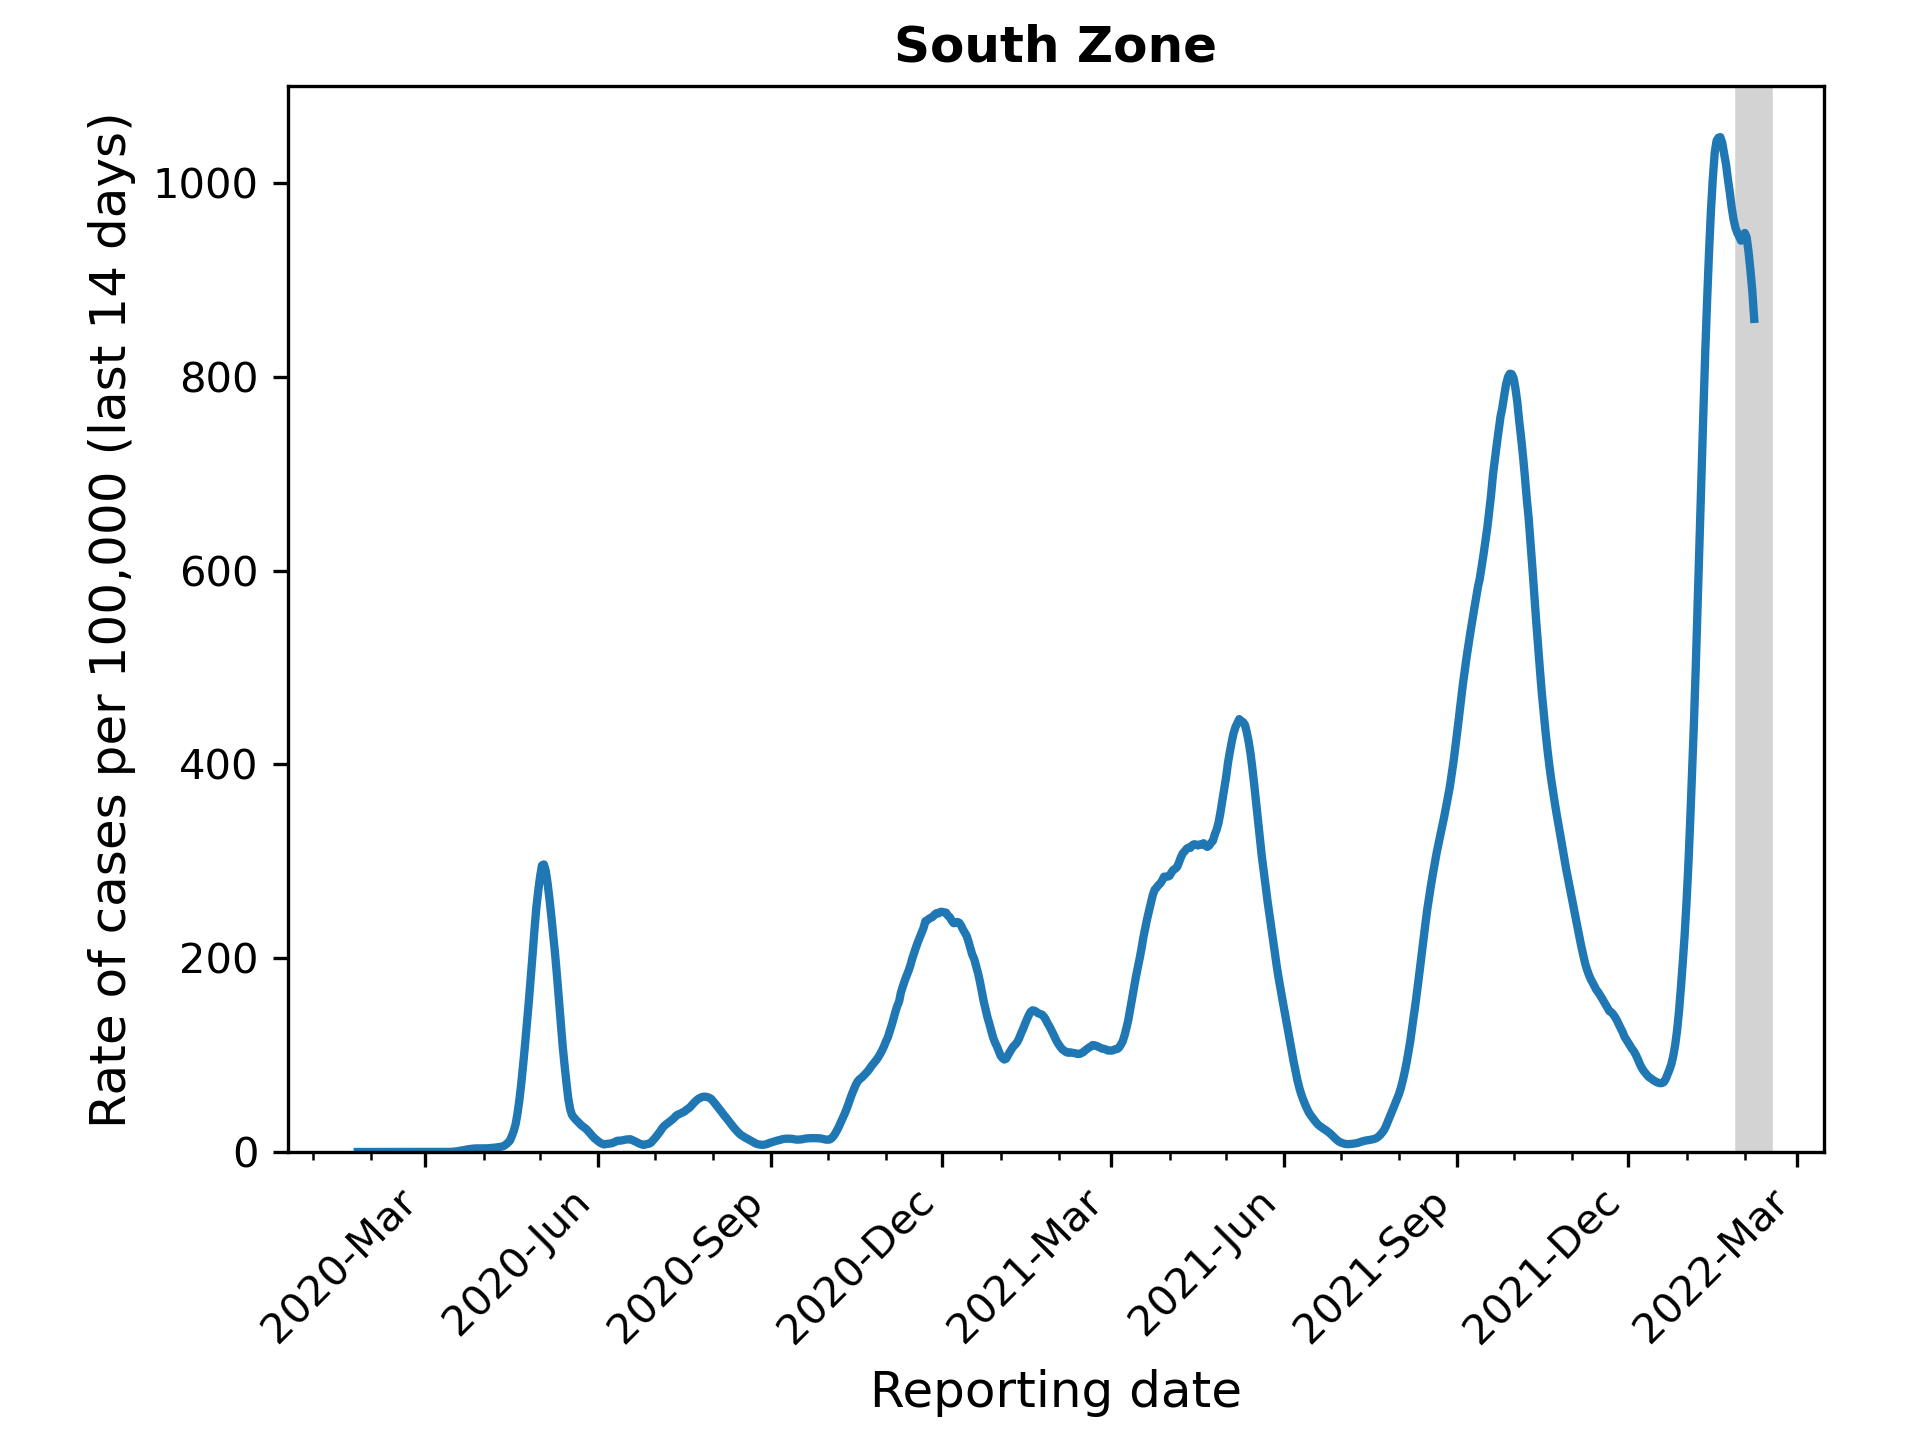 South Zone
Rate of cases per 100,000 (last 14 days)
1000
800
600
400
200
0
2020-Mar
2020-Jun
2020-Sep
2020-Dec
2021-Mar
2021-Jun
2021-Sep
2021-Dec
2022-Mar
Reporting date